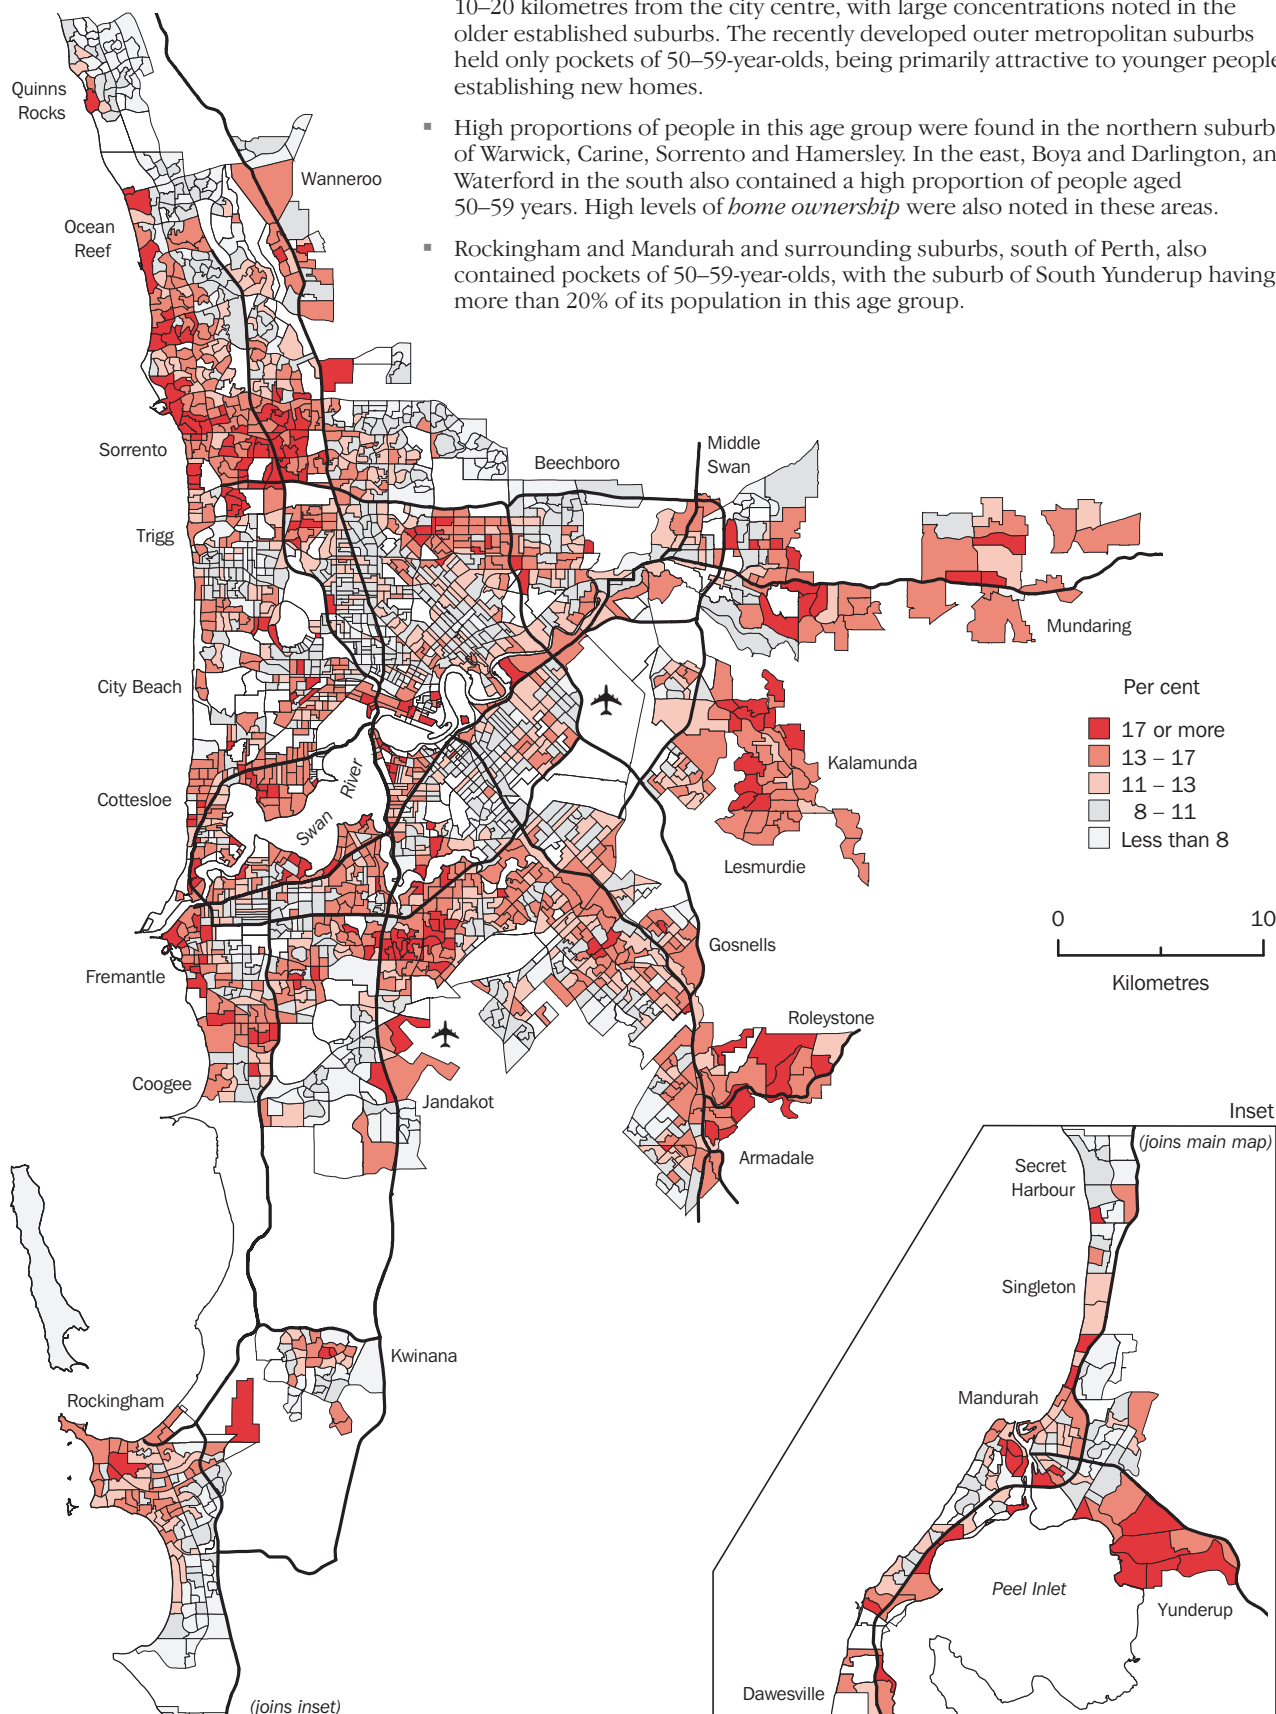 10–20 kilometres from the city centre, with large concentrations noted in the
older established suburbs. The recently developed outer metropolitan suburbs
held only pockets of 50–59-year-olds, being primarily attractive to younger people
establishing new homes.
▪ High proportions of people in this age group were found in the northern suburb
of Warwick, Carine, Sorrento and Hamersley. In the east, Boya and Darlington, an
Waterford in the south also contained a high proportion of people aged
50–59 years. High levels of home ownership were also noted in these areas.
▪ Rockingham and Mandurah and surrounding suburbs, south of Perth, also
contained pockets of 50–59-year-olds, with the suburb of South Yunderup having
more than 20% of its population in this age group.
Quinns
Rocks
Wanneroo
Ocean
Reef
Sorrento
Beechboro
Middle
Swan
Trigg
Mundaring
City Beach
Per cent
17 or more
13 – 17
11 – 13
8 – 11
Less than 8
Kalamunda
Cottesloe
Swan River
Lesmurdie
0 10
Kilometres
Gosnells
Fremantle
Roleystone
Coogee
Jandakot
Armadale
Inset
(joins main map)
Secret
Harbour
Singleton
Kwinana
Rockingham
Mandurah
Peel Inlet
Yunderup
Dawesville
(joins inset)